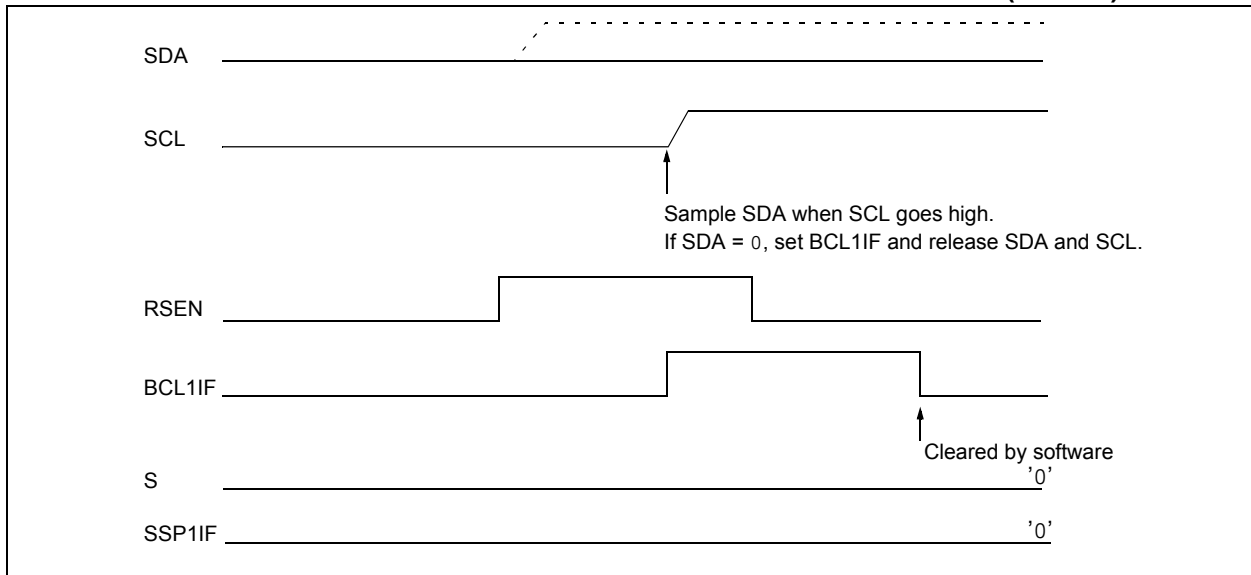 SDA
SCL
Sample SDA when SCL goes high.
If SDA = 0, set BCL1IF and release SDA and SCL.
RSEN
BCL1IF
Cleared by software
S
'0'
SSP1IF
'0'